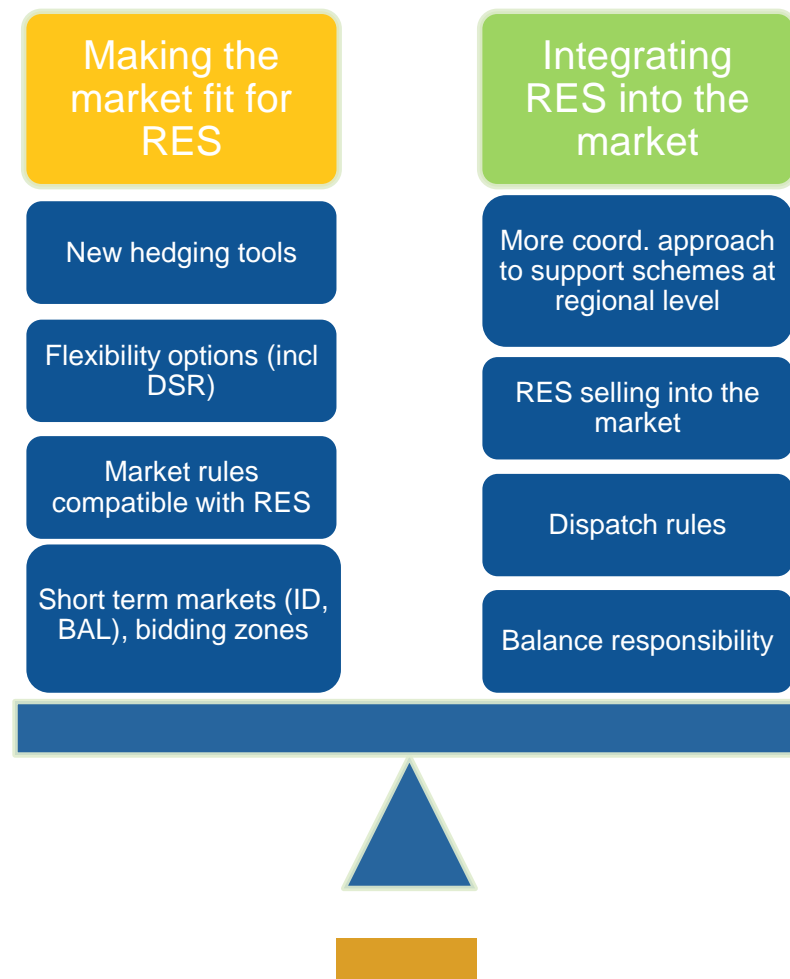 Making the
market fit for
RES
New hedging tools
Flexibility options (incl
DSR)
Market rules
compatible with RES
Short term markets (ID,
BAL), bidding zones
Integrating
RES into the
market
More coord. approach
to support schemes at
regional level
RES selling into the
market
Dispatch rules
Balance responsibility